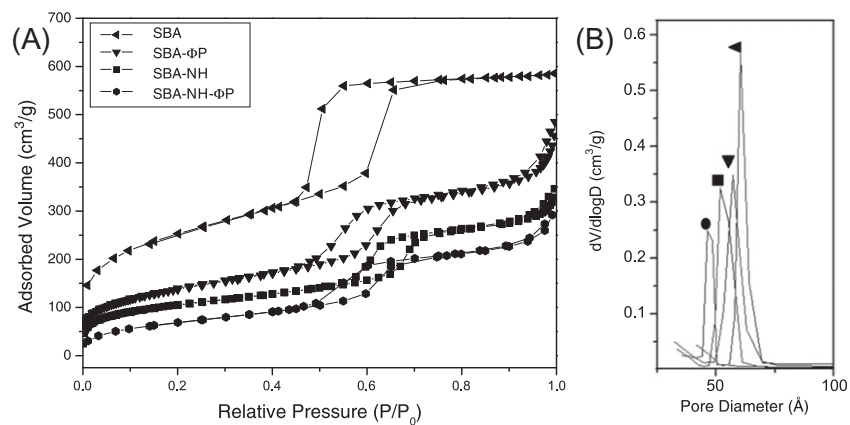 (A)
700
600
500
400
300
200
100
0
Adsorbed Volume (cm³/g)
SBA
SBA-ΦP
SBA-NH
SBA-NH-ΦP
0.0 0.2 0.4 0.6 0.8 1.0
Relative Pressure (P/P₀)
(B)
0.6
0.5
0.4
0.3
0.2
0.1
dV/dlogD (cm³/g)
50 100
Pore Diameter (Å)